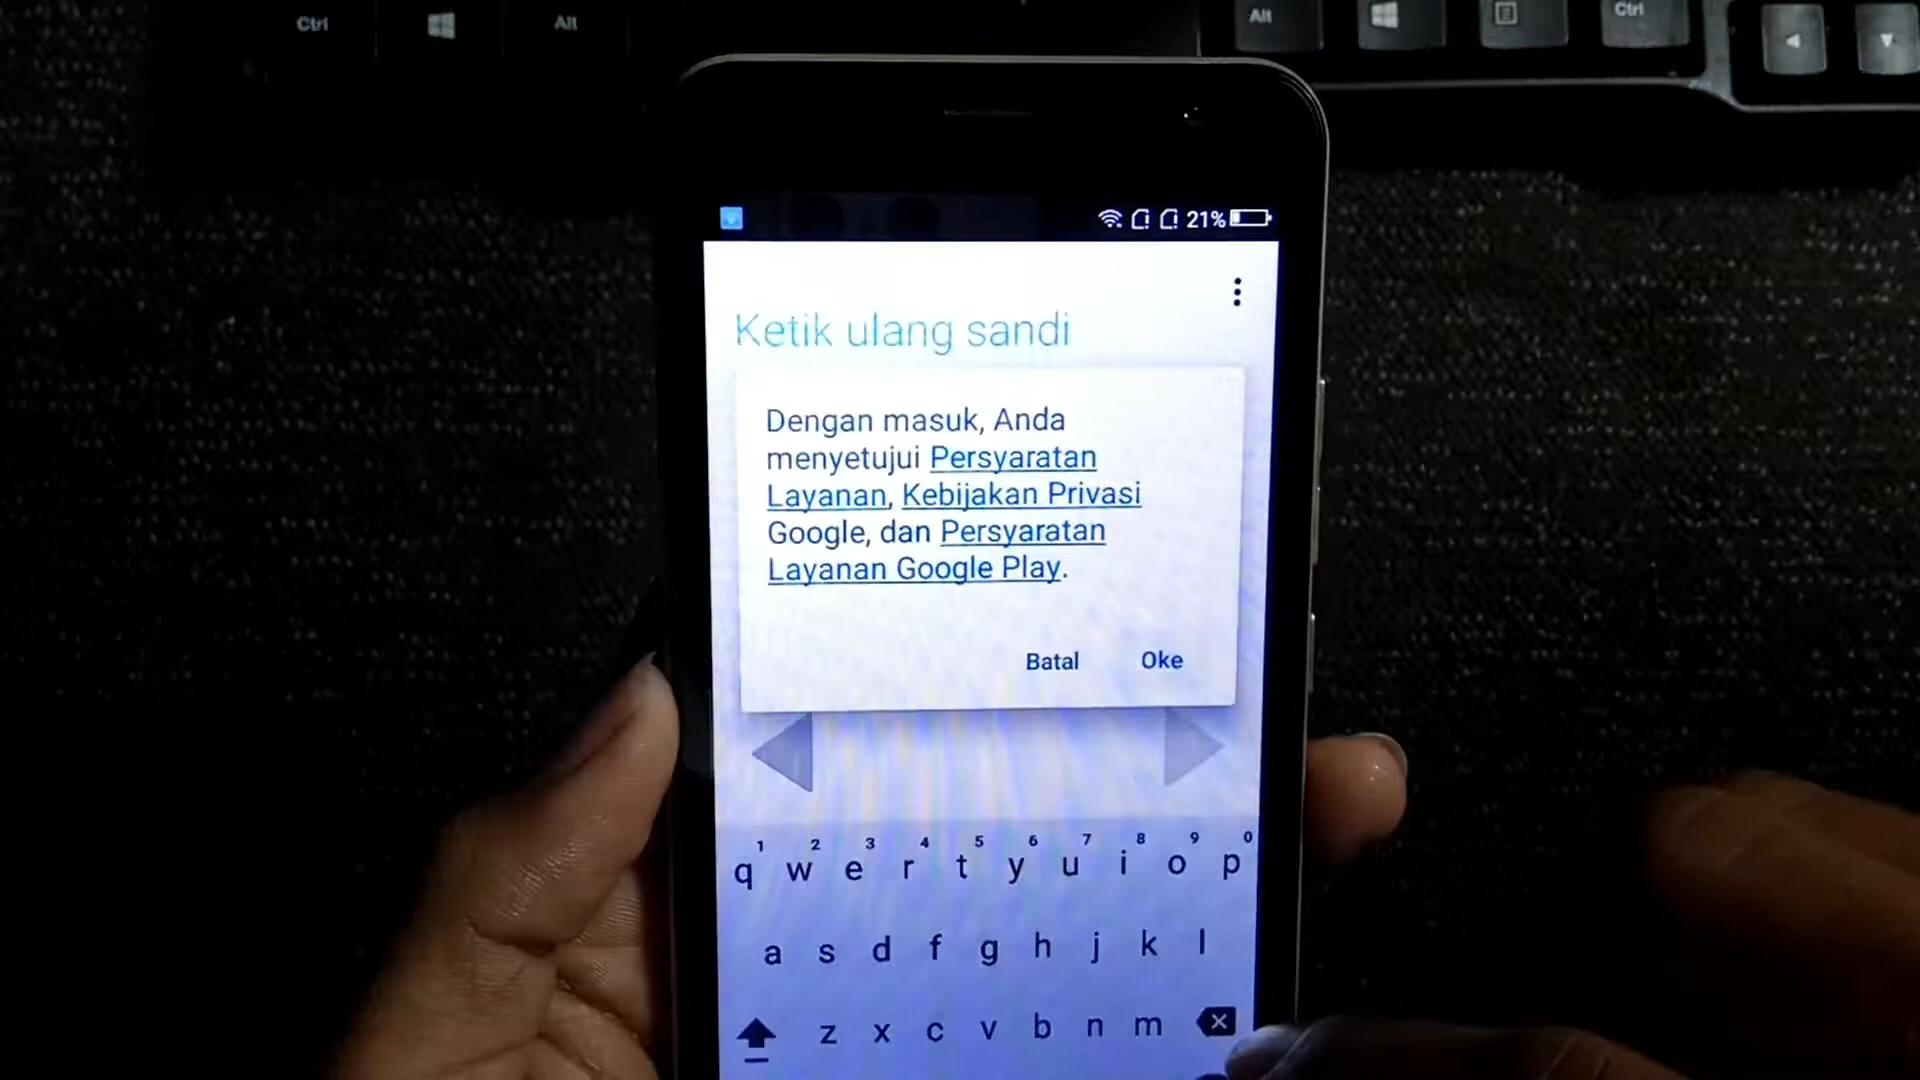 Ctrl
Alt
Alt
Ctrl
21%
Ketik ulang sandi
Dengan masuk, Anda
menyetujui Persyaratan
Layanan, Kebijakan Privasi
Google, dan Persyaratan
Layanan Google Play.
Batal Oke
1 2 3 4 5 6 7 8 9 0
q w e r t y u i o p
a s d f g h j k l
z x c v b n m